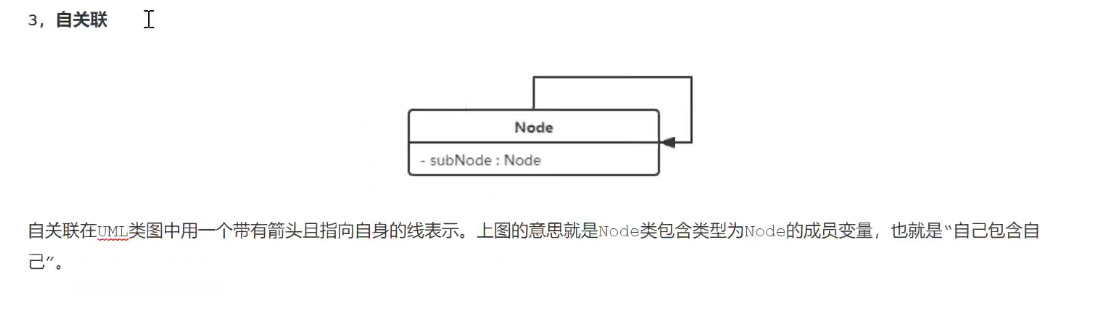 3，自关联
Node
- subNode : Node
自关联在UML类图中用一个带有箭头且指向自身的线表示。上图的意思就是Node类包含类型为Node的成员变量，也就是“自己包含自
己”。